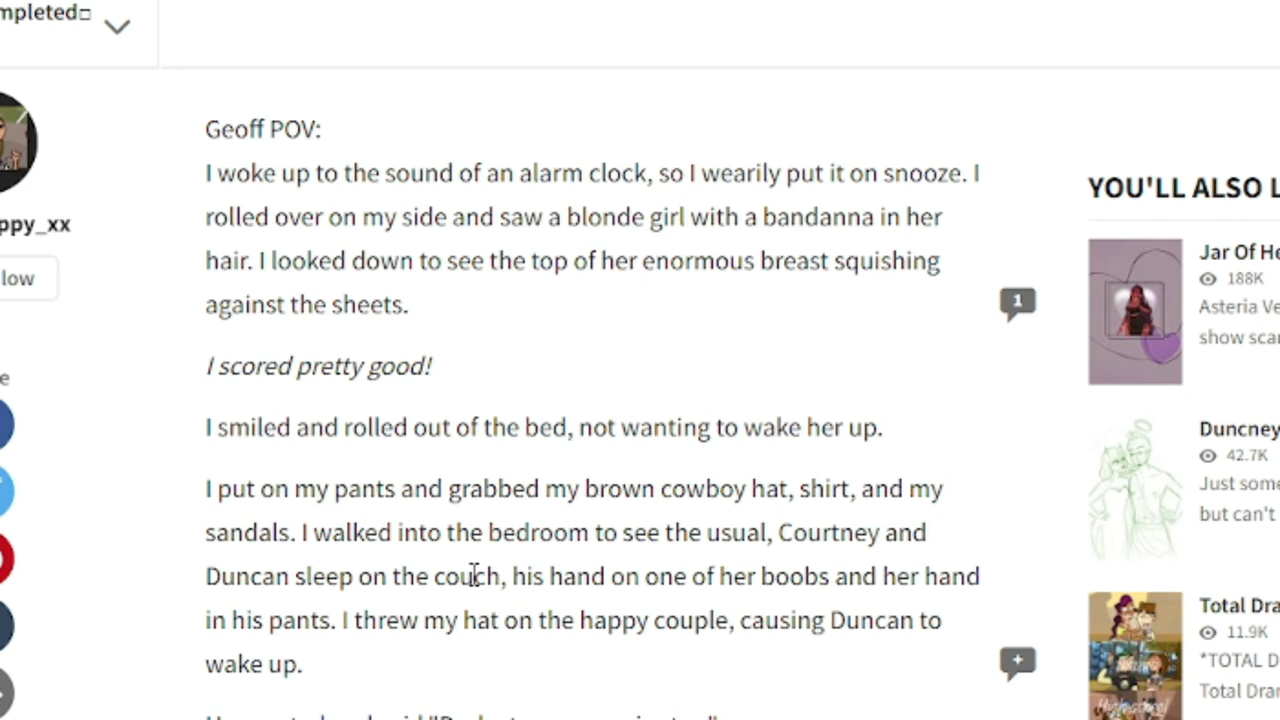 mpleted□
ppy_xx
low
e
Geoff POV:
I woke up to the sound of an alarm clock, so I wearily put it on snooze. I
rolled over on my side and saw a blonde girl with a bandanna in her
hair. I looked down to see the top of her enormous breast squishing
against the sheets.
1
I scored pretty good!
I smiled and rolled out of the bed, not wanting to wake her up.
I put on my pants and grabbed my brown cowboy hat, shirt, and my
sandals. I walked into the bedroom to see the usual, Courtney and
Duncan sleep on the couch, his hand on one of her boobs and her hand
in his pants. I threw my hat on the happy couple, causing Duncan to
wake up.
+
YOU'LL ALSO L
Jar Of He
188K
Asteria Ve
show scar
Duncney
42.7K
Just some
but can't
Total Dra
11.9K
*TOTAL D
Total Dran